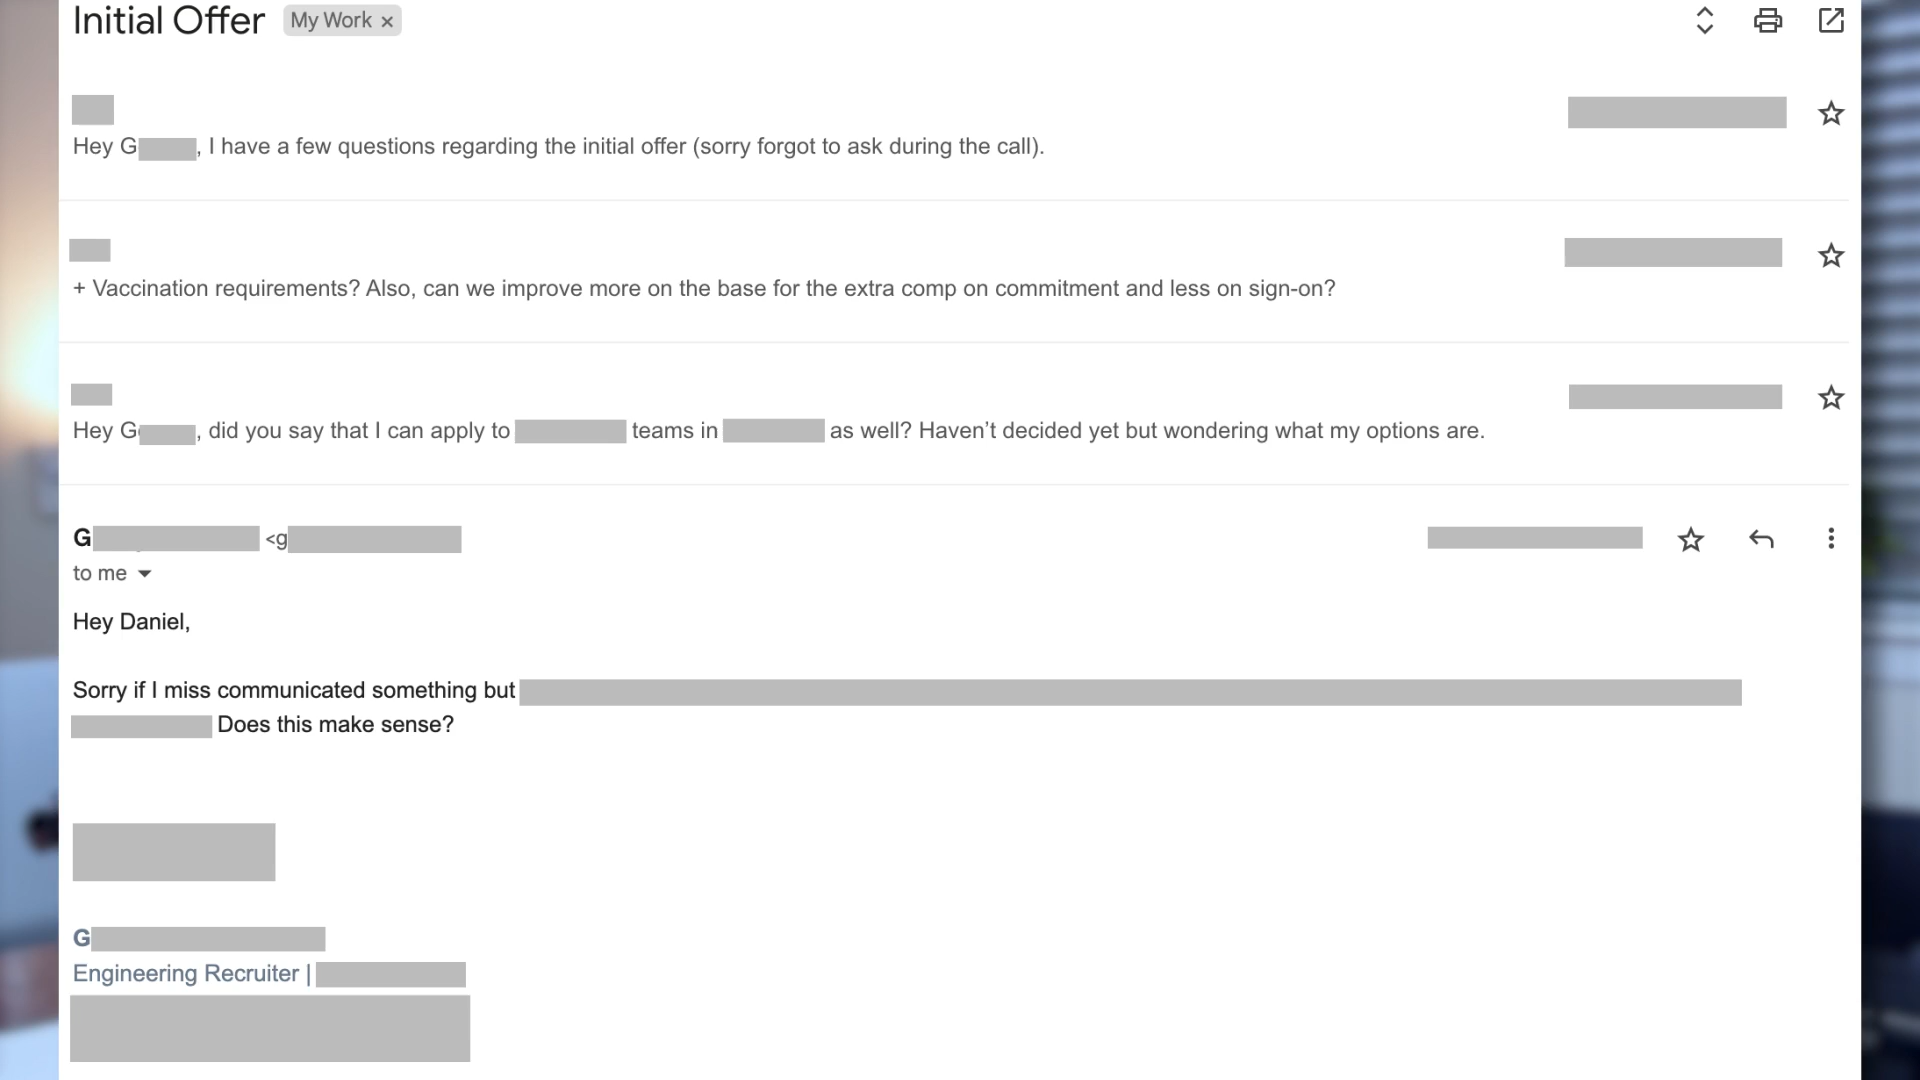 Initial Offer My Work ×
Hey G , I have a few questions regarding the initial offer (sorry forgot to ask during the call).
+ Vaccination requirements? Also, can we improve more on the base for the extra comp on commitment and less on sign-on?
Hey G , did you say that I can apply to teams in as well? Haven’t decided yet but wondering what my options are.
G <g
to me
Hey Daniel,
Sorry if I miss communicated something but
Does this make sense?
G
Engineering Recruiter |